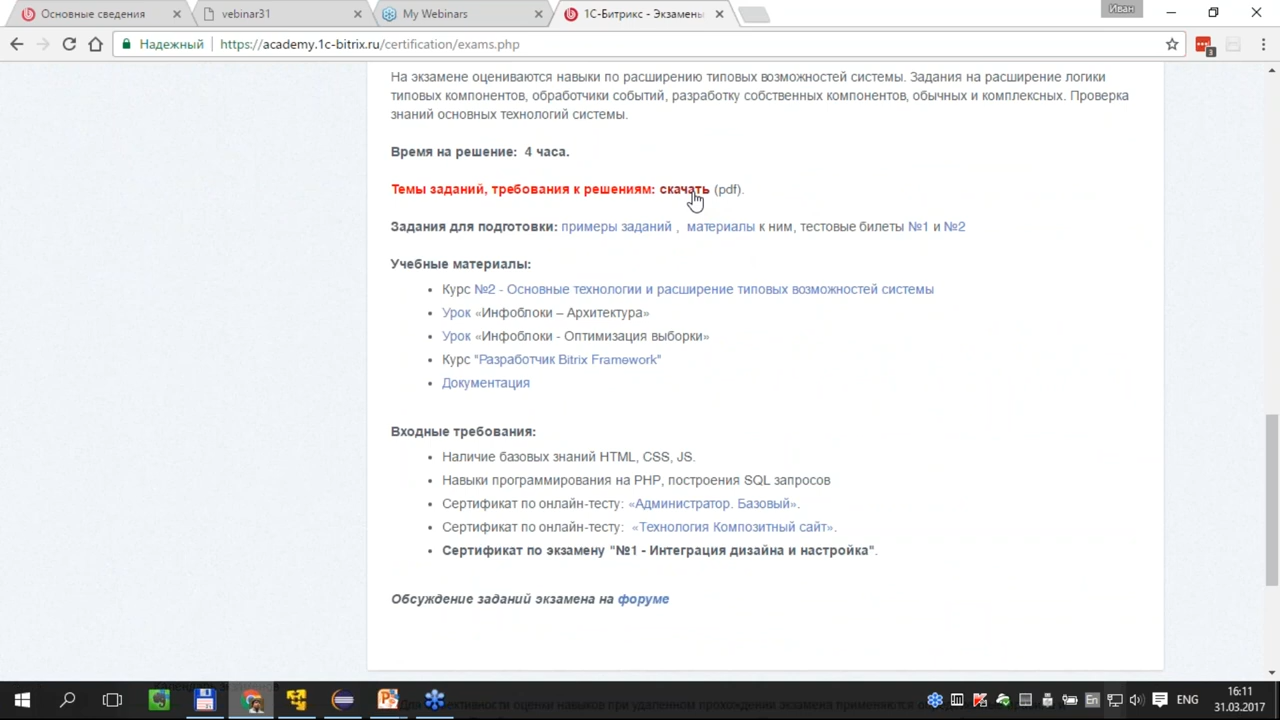 Основные сведения
vebinar31
My Webinars
1С-Битрикс - Экзамены
Иван
Надежный
https://academy.1c-bitrix.ru/certification/exams.php
3
На экзамене оцениваются навыки по расширению типовых возможностей системы. Задания на расширение логики
типовых компонентов, обработчики событий, разработку собственных компонентов, обычных и комплексных. Проверка
знаний основных технологий системы.
Время на решение: 4 часа.
Темы заданий, требования к решениям: скачать (pdf).
Задания для подготовки: примеры заданий , материалы к ним, тестовые билеты №1 и №2
Учебные материалы:
• Курс №2 - Основные технологии и расширение типовых возможностей системы
• Урок «Инфоблоки – Архитектура»
• Урок «Инфоблоки - Оптимизация выборки»
• Курс "Разработчик Bitrix Framework"
• Документация
Входные требования:
• Наличие базовых знаний HTML, CSS, JS.
• Навыки программирования на PHP, построения SQL запросов
• Сертификат по онлайн-тесту: «Администратор. Базовый».
• Сертификат по онлайн-тесту: «Технология Композитный сайт».
• Сертификат по экзамену "№1 - Интеграция дизайна и настройка".
Обсуждение заданий экзамена на форуме
En
ENG
16:11
31.03.2017